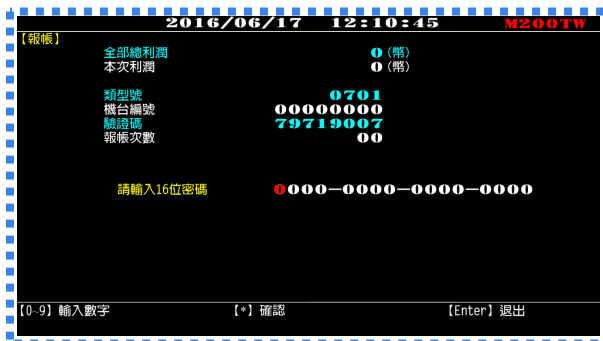 2016/06/17 12:10:45 M200TW
【報帳】
全部總利潤 0 (幣)
本次利潤 0 (幣)
類型號 0701
機台編號 00000000
驗證碼 79719007
報帳次數 00
請輸入16位密碼 0000-0000-0000-0000
【0~9】輸入數字 【*】確認 【Enter】退出